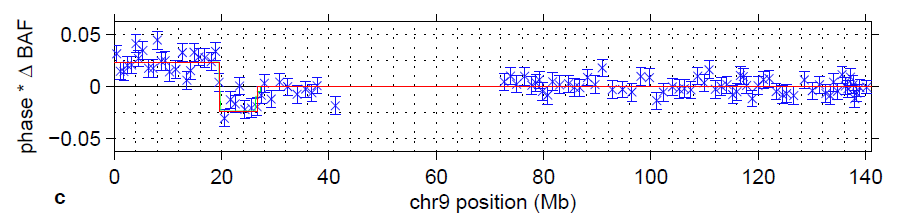 phase * Δ BAF
0.05
0
−0.05
0 20 40 60 80 100 120 140
chr9 position (Mb)
c